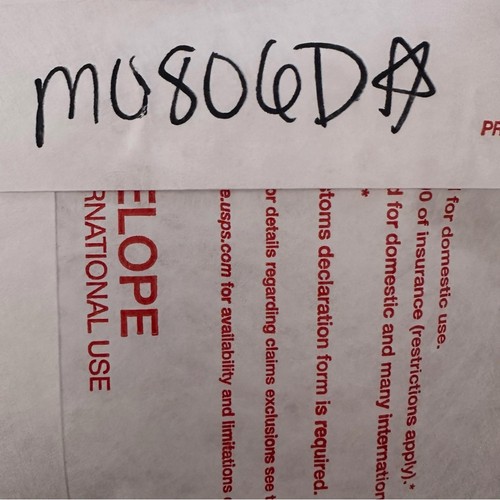 MU806D☆
PR
ELOPE
RNATIONAL USE
l for domestic use.
0 of insurance (restrictions apply).*
d for domestic and many internation
*
stoms declaration form is required.
or details regarding claims exclusions see t
e.usps.com for availability and limitations o